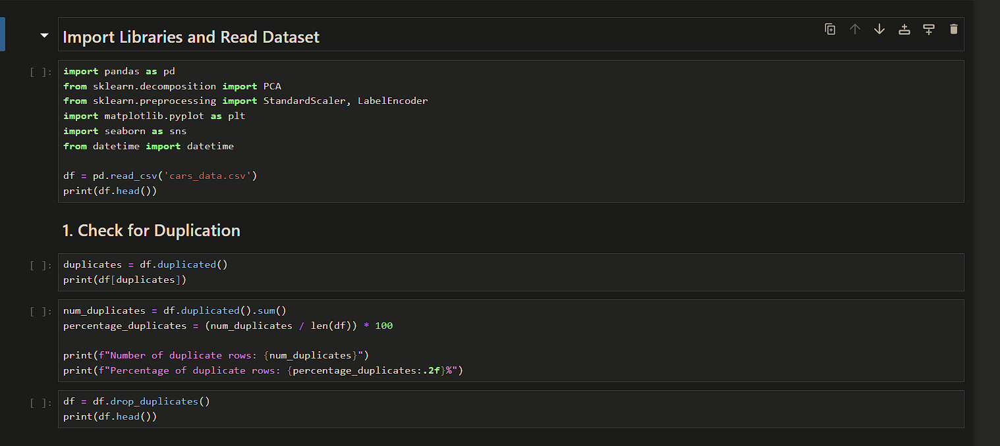 Import Libraries and Read Dataset
[ ]:
import pandas as pd
from sklearn.decomposition import PCA
from sklearn.preprocessing import StandardScaler, LabelEncoder
import matplotlib.pyplot as plt
import seaborn as sns
from datetime import datetime
df = pd.read_csv('cars_data.csv')
print(df.head())
1. Check for Duplication
[ ]:
duplicates = df.duplicated()
print(df[duplicates])
[ ]:
num_duplicates = df.duplicated().sum()
percentage_duplicates = (num_duplicates / len(df)) * 100
print(f"Number of duplicate rows: {num_duplicates}")
print(f"Percentage of duplicate rows: {percentage_duplicates:.2f}%")
[ ]:
df = df.drop_duplicates()
print(df.head())